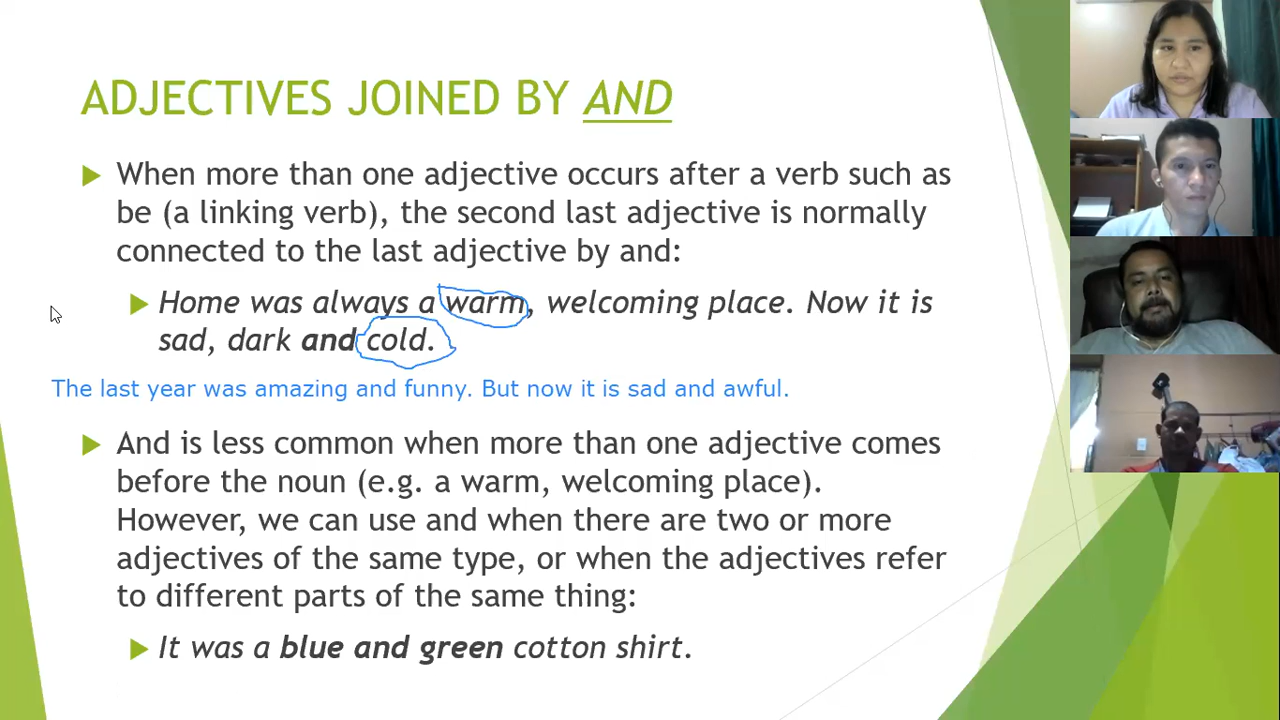 ADJECTIVES JOINED BY AND
When more than one adjective occurs after a verb such as
be (a linking verb), the second last adjective is normally
connected to the last adjective by and:
Home was always a warm, welcoming place. Now it is
sad, dark and cold.
The last year was amazing and funny. But now it is sad and awful.
And is less common when more than one adjective comes
before the noun (e.g. a warm, welcoming place).
However, we can use and when there are two or more
adjectives of the same type, or when the adjectives refer
to different parts of the same thing:
It was a blue and green cotton shirt.